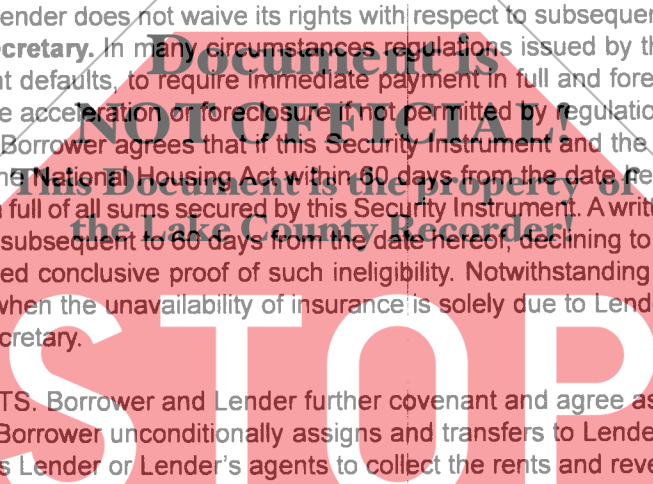 ender does not waive its rights with respect to subsequen
cretary. In many circumstances regulations issued by th
nt defaults, to require immediate payment in full and fore
e acceleration or foreclosure if not permitted by regulatio
Borrower agrees that if this Security Instrument and the
he National Housing Act within 60 days from the date he
n full of all sums secured by this Security Instrument. A writt
subsequent to 60 days from the date hereof, declining to
ed conclusive proof of such ineligibility. Notwithstanding
when the unavailability of insurance is solely due to Lende
cretary.
TS. Borrower and Lender further covenant and agree as
Borrower unconditionally assigns and transfers to Lende
s Lender or Lender's agents to collect the rents and reve
Document is
NOT OFFICIAL!
This Document is the property of
the Lake County Recorder!
STOP